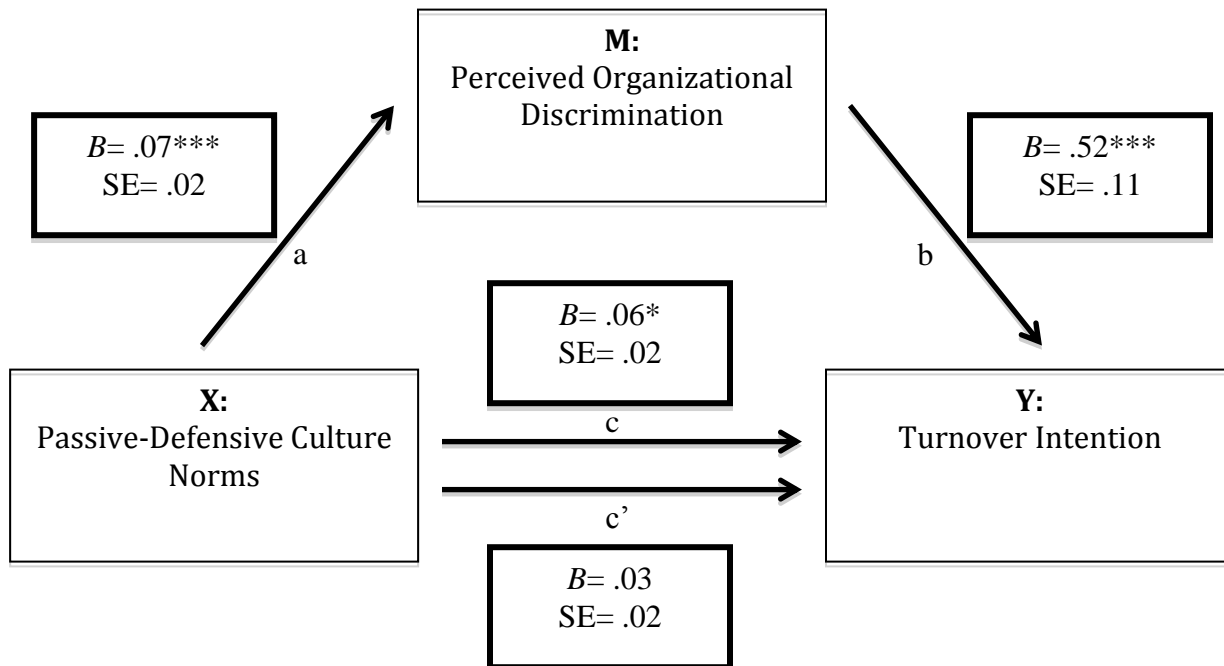 M:
Perceived Organizational
Discrimination
B= .07***
SE= .02
B= .52***
SE= .11
a
b
B= .06*
SE= .02
X:
Passive-Defensive Culture
Norms
c
Y:
Turnover Intention
c’
B= .03
SE= .02